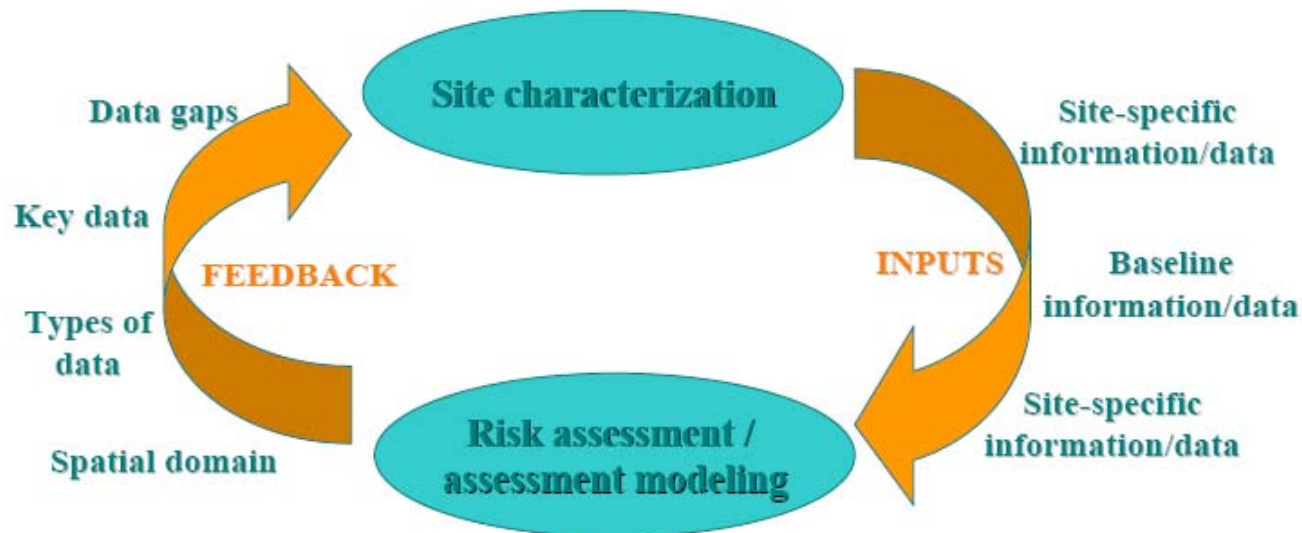 Site characterization
Data gaps
Key data
FEEDBACK
Types of
data
Spatial domain
Site-specific
information/data
INPUTS
Baseline
information/data
Site-specific
information/data
Risk assessment /
assessment modeling